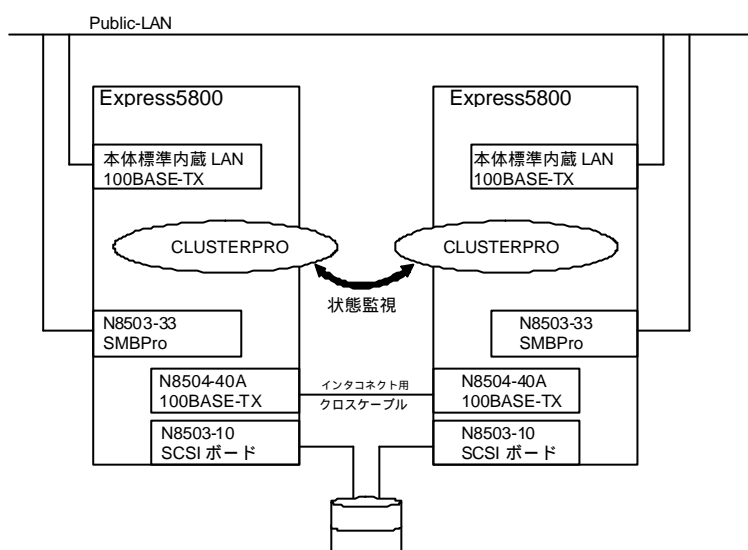 Public-LAN
Express5800
本体標準内蔵 LAN
100BASE-TX
CLUSTERPRO
N8503-33
SMBPro
N8504-40A
100BASE-TX
N8503-10
SCSI ボード
状態監視
インタコネクト用
クロスケーブル
Express5800
本体標準内蔵 LAN
100BASE-TX
CLUSTERPRO
N8503-33
SMBPro
N8504-40A
100BASE-TX
N8503-10
SCSI ボード